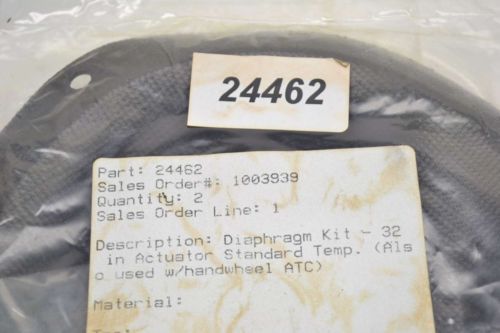 24462
Part: 24462
Sales Order#: 1003939
Quantity: 2
Sales Order Line: 1
Description: Diaphragm Kit - 32
in Actuator Standard Temp. (Als
o used w/handwheel ATC)
Material: